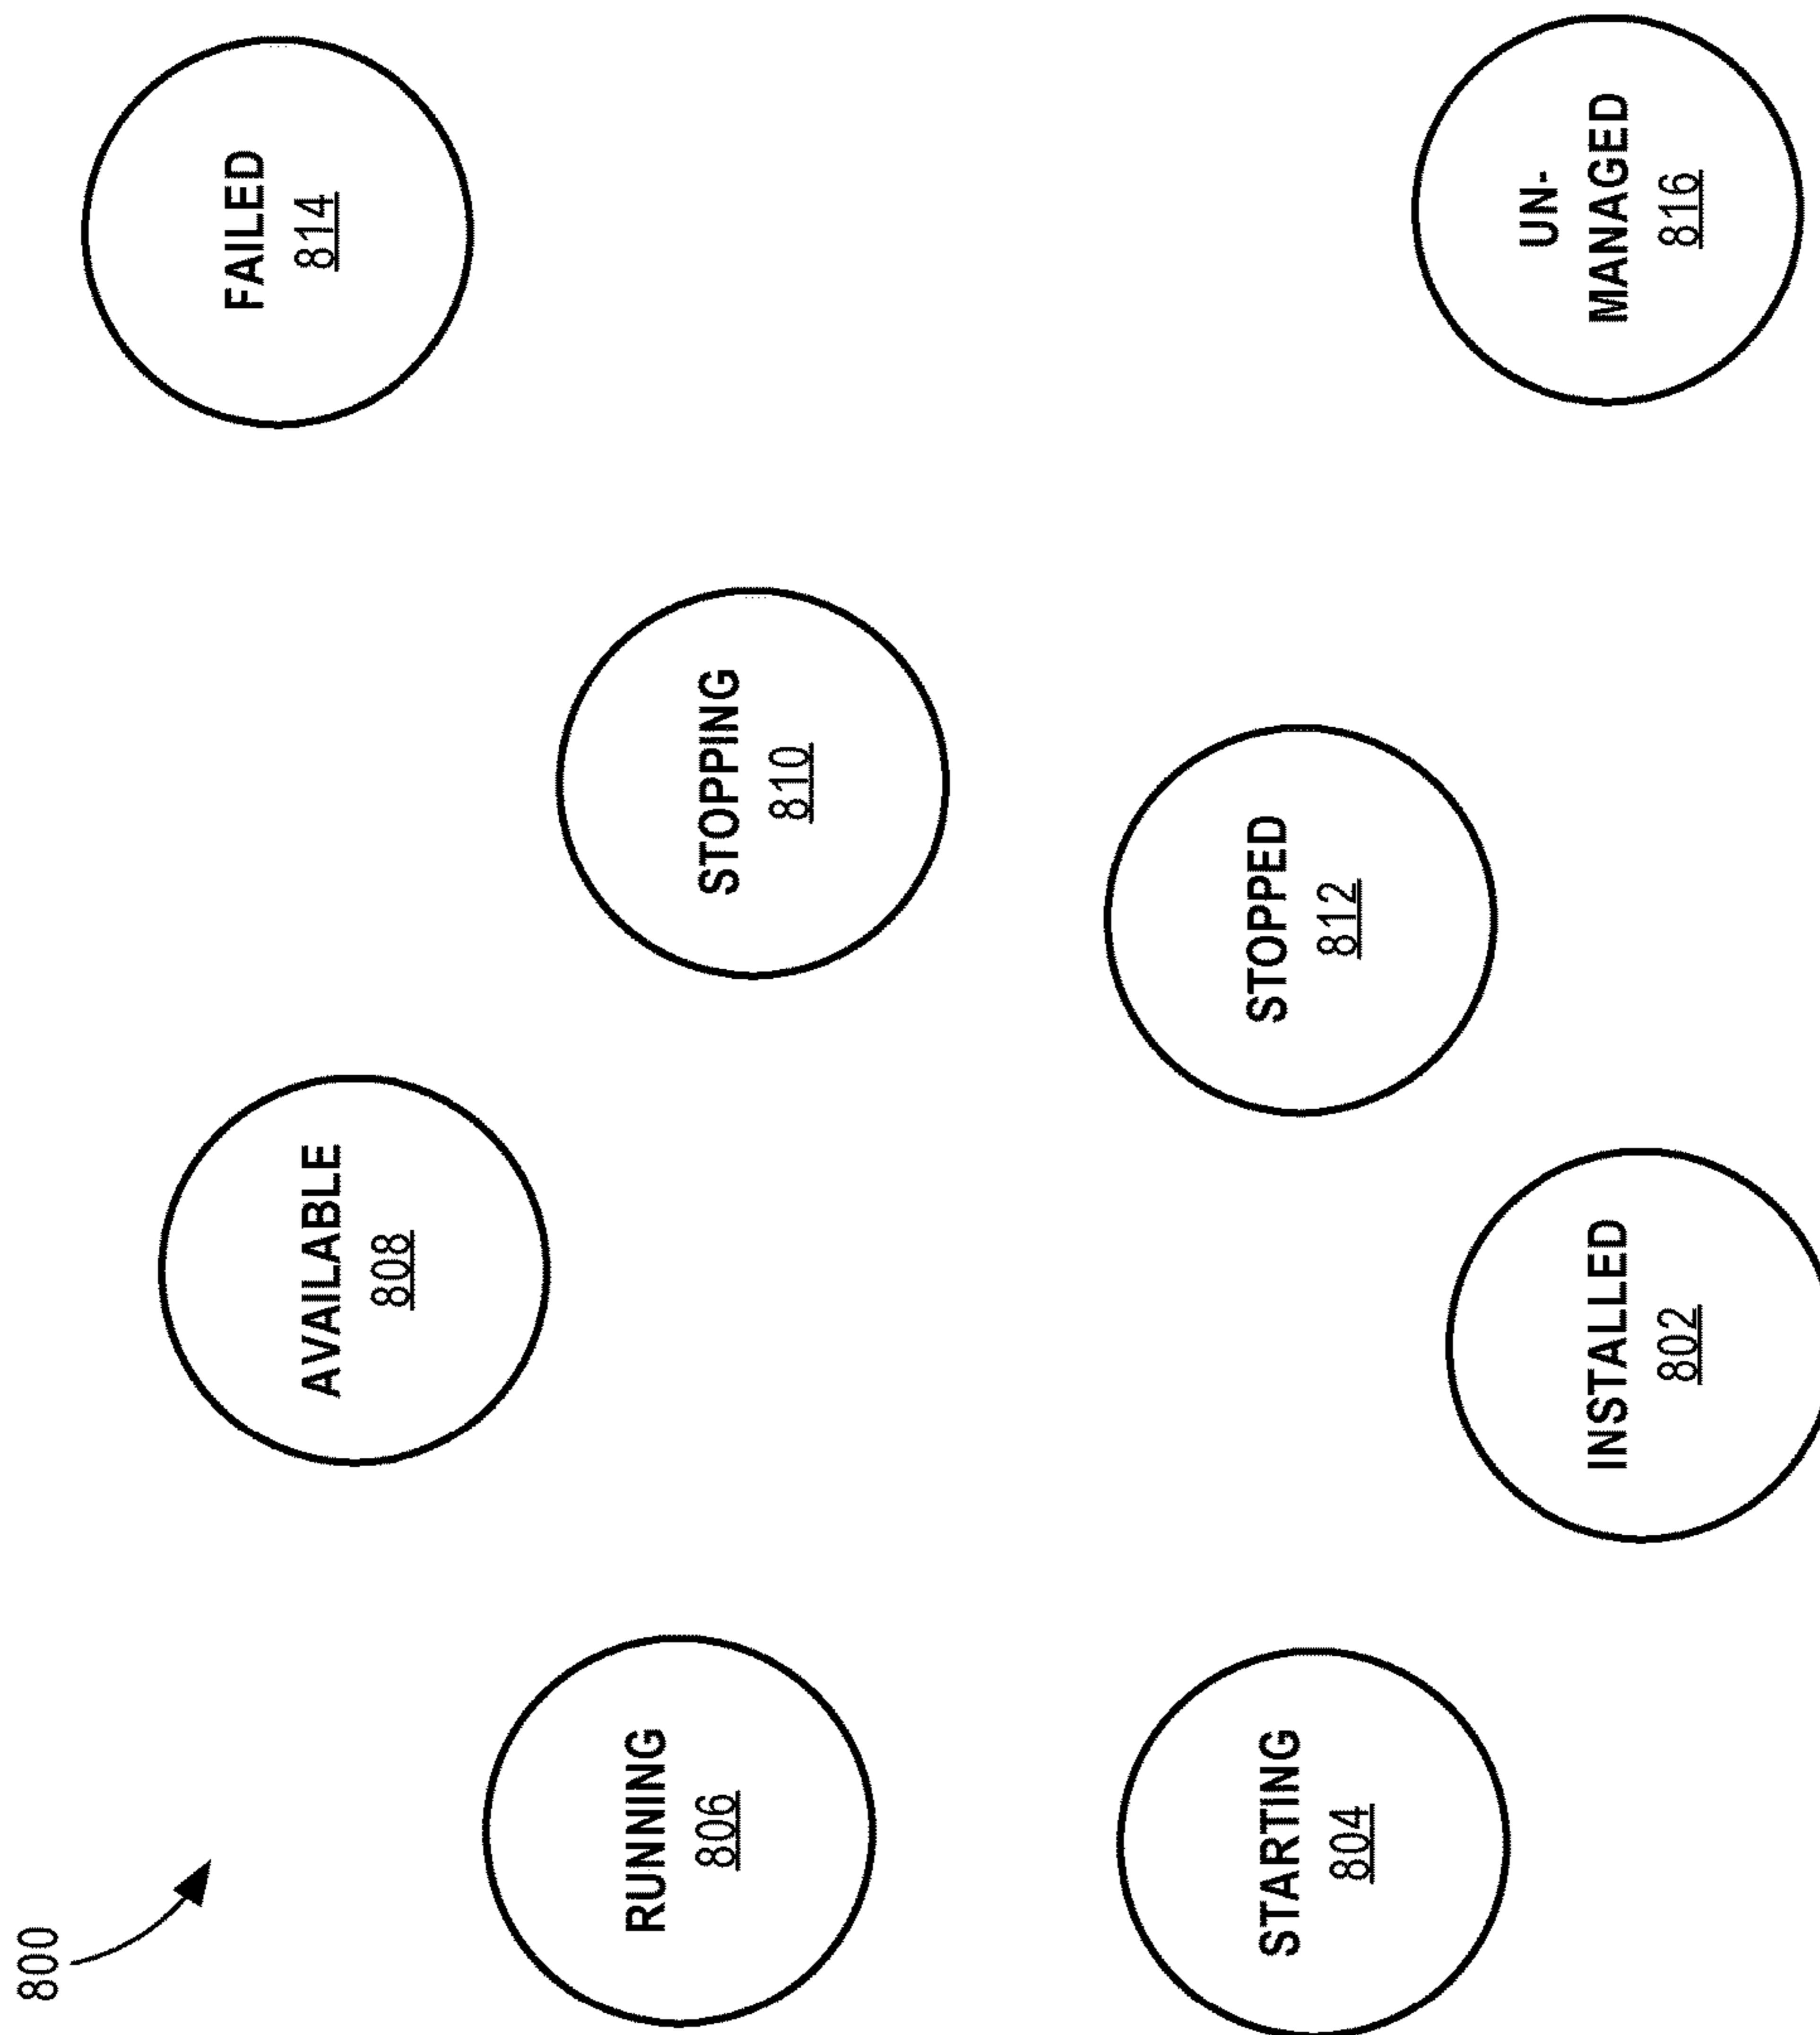 800
FAILED
814
AVAILABLE
808
RUNNING
806
STOPPING
810
STARTING
804
STOPPED
812
INSTALLED
802
UN-
MANAGED
816